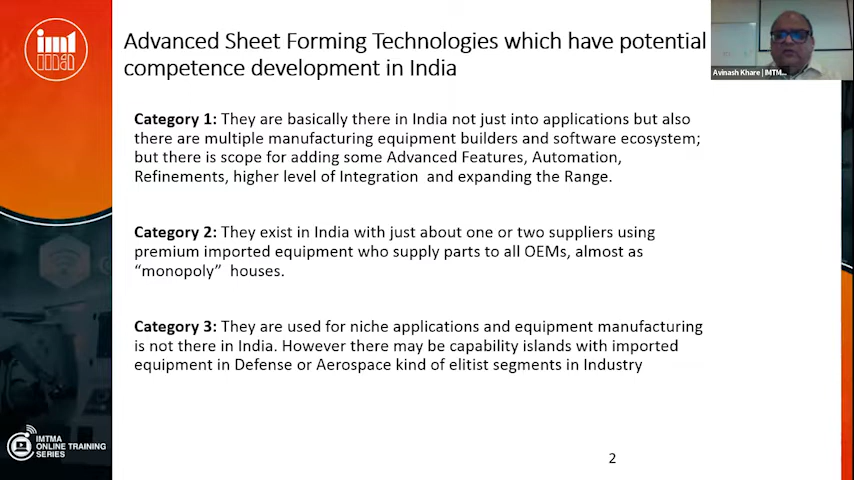 imt
ma
Advanced Sheet Forming Technologies which have potential
competence development in India
Avinash Khare | IMTM...
Category 1: They are basically there in India not just into applications but also
there are multiple manufacturing equipment builders and software ecosystem;
but there is scope for adding some Advanced Features, Automation,
Refinements, higher level of Integration and expanding the Range.
Category 2: They exist in India with just about one or two suppliers using
premium imported equipment who supply parts to all OEMs, almost as
“monopoly” houses.
Category 3: They are used for niche applications and equipment manufacturing
is not there in India. However there may be capability islands with imported
equipment in Defense or Aerospace kind of elitist segments in Industry
IMTMA
ONLINE TRAINING
SERIES
2